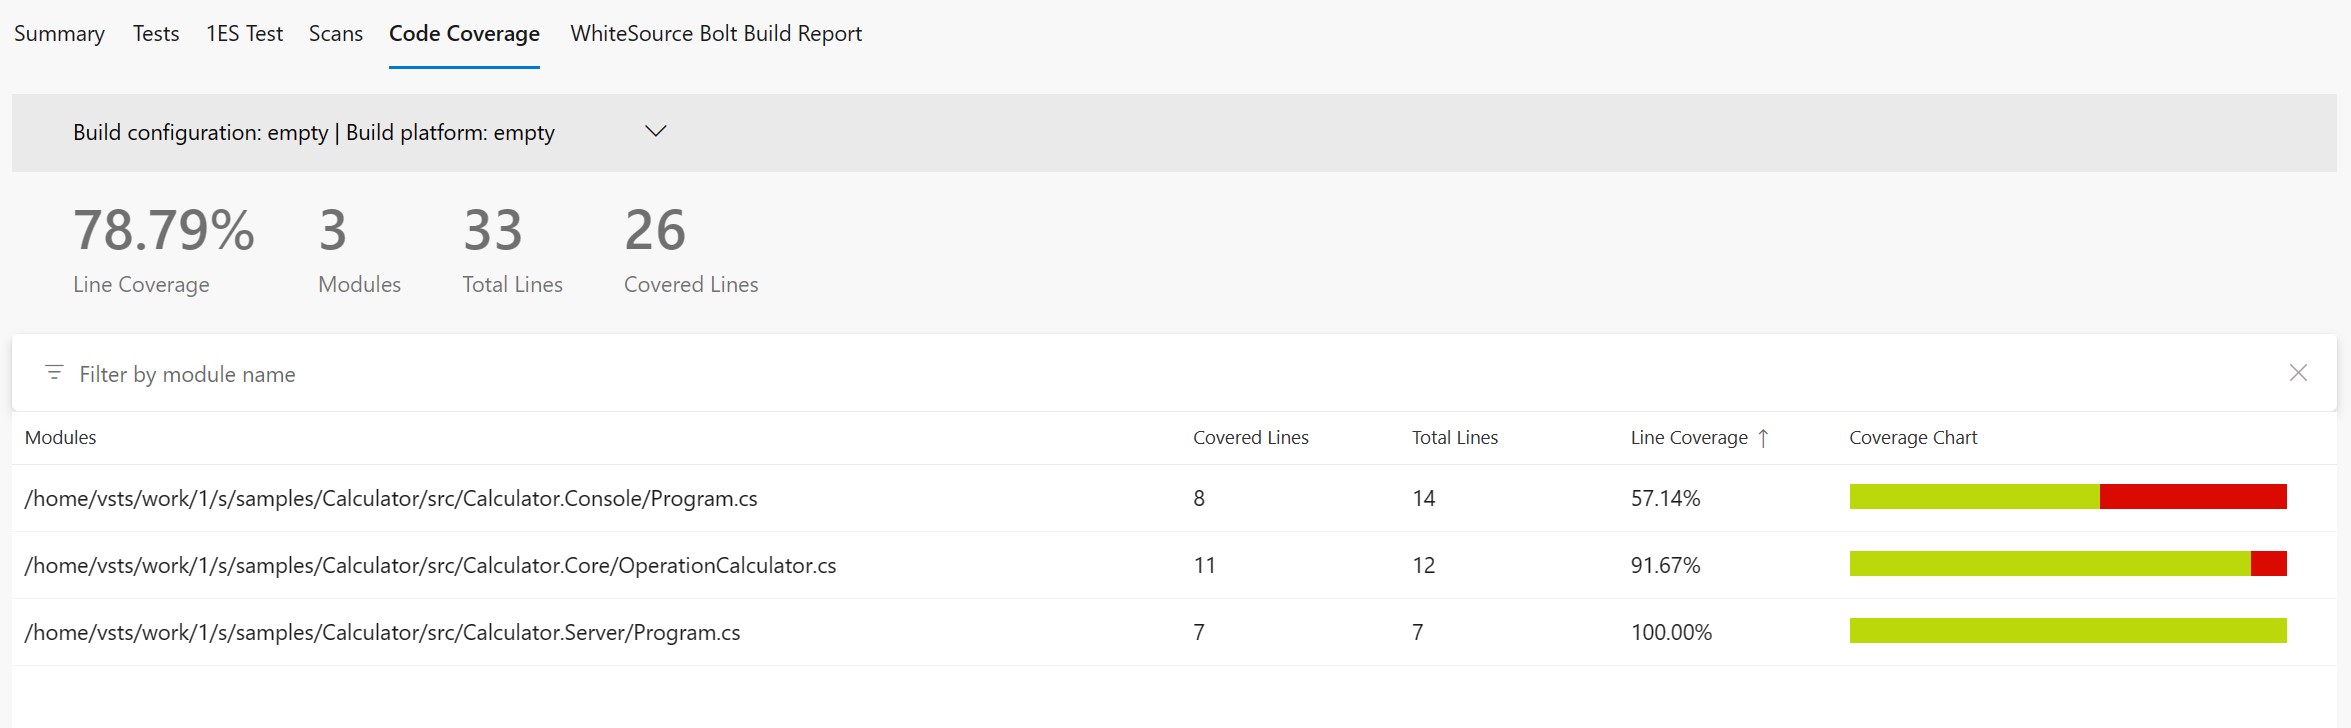 Summary Tests 1ES Test Scans Code Coverage WhiteSource Bolt Build Report
Build configuration: empty | Build platform: empty
78.79% 3 33 26
Line Coverage Modules Total Lines Covered Lines
Filter by module name
Modules Covered Lines Total Lines Line Coverage ↑ Coverage Chart
/home/vsts/work/1/s/samples/Calculator/src/Calculator.Console/Program.cs 8 14 57.14%
/home/vsts/work/1/s/samples/Calculator/src/Calculator.Core/OperationCalculator.cs 11 12 91.67%
/home/vsts/work/1/s/samples/Calculator/src/Calculator.Server/Program.cs 7 7 100.00%